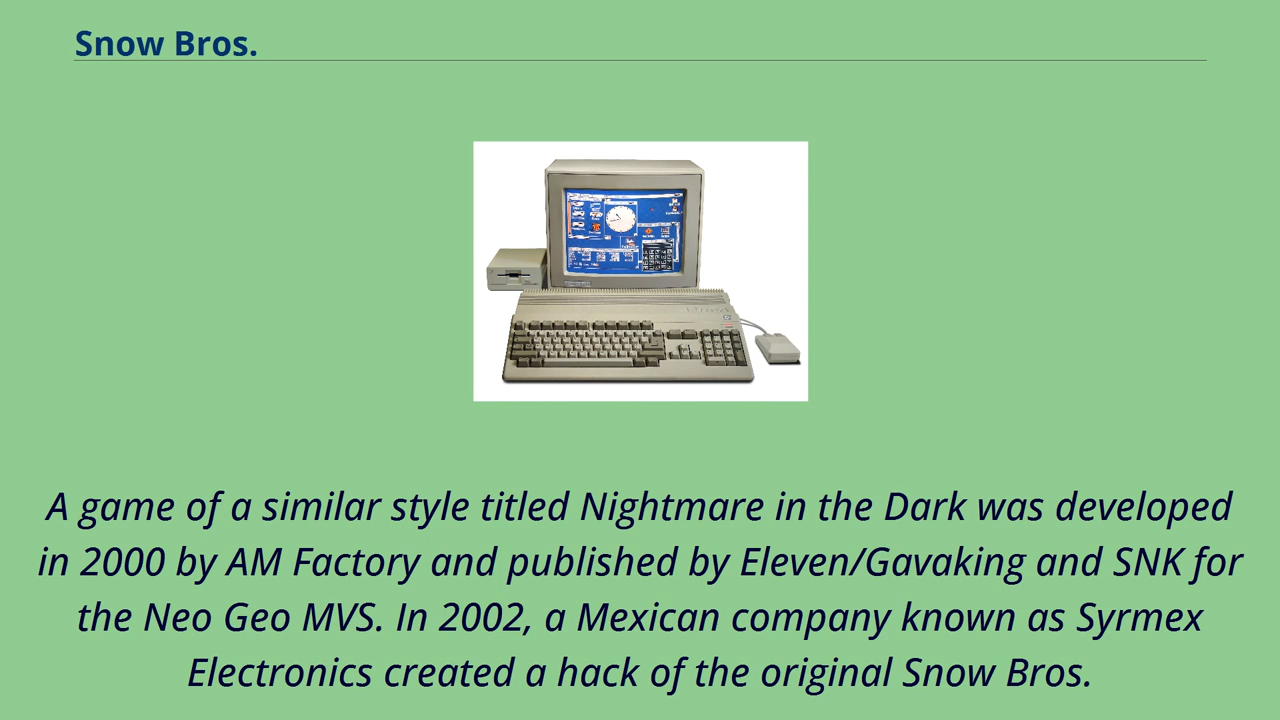 Snow Bros.
A game of a similar style titled Nightmare in the Dark was developed
in 2000 by AM Factory and published by Eleven/Gavaking and SNK for
the Neo Geo MVS. In 2002, a Mexican company known as Syrmex
Electronics created a hack of the original Snow Bros.